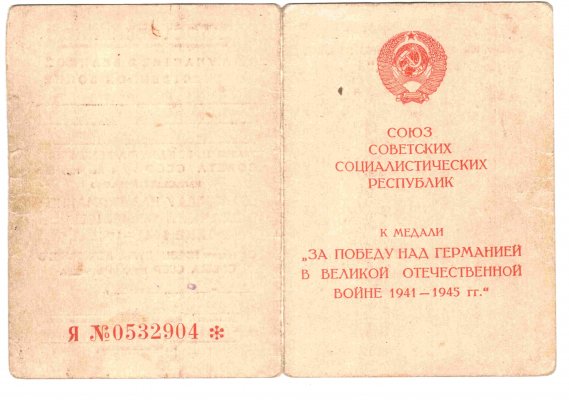 Я №0532904 *
СОЮЗ
СОВЕТСКИХ
СОЦИАЛИСТИЧЕСКИХ
РЕСПУБЛИК
К МЕДАЛИ
„ЗА ПОБЕДУ НАД ГЕРМАНИЕЙ
В ВЕЛИКОЙ ОТЕЧЕСТВЕННОЙ
ВОЙНЕ 1941—1945 гг.“